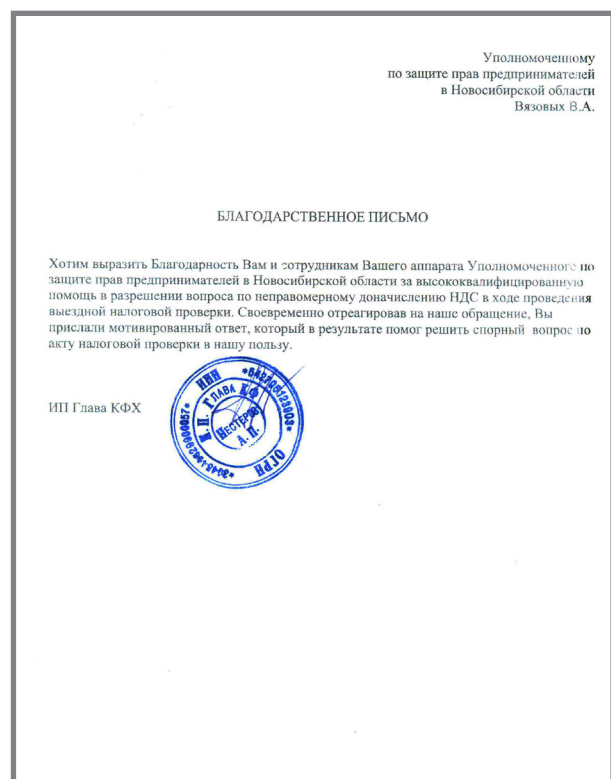 Уполномоченному
по защите прав предпринимателей
в Новосибирской области
Вязовых В.А.
БЛАГОДАРСТВЕННОЕ ПИСЬМО
Хотим выразить Благодарность Вам и сотрудникам Вашего аппарата Уполномоченного по
защите прав предпринимателей в Новосибирской области за высококвалифицированную
помощь в разрешении вопроса по неправомерному доначислению НДС в ходе проведения
выездной налоговой проверки. Своевременно отреагировав на наше обращение, Вы
прислали мотивированный ответ, который в результате помог решить спорный вопрос по
акту налоговой проверки в нашу пользу.
ИП Глава КФХ
ИНН
ОГРН
И.П. ГЛАВА КФ
НЕСТЕРОВ
А. П.